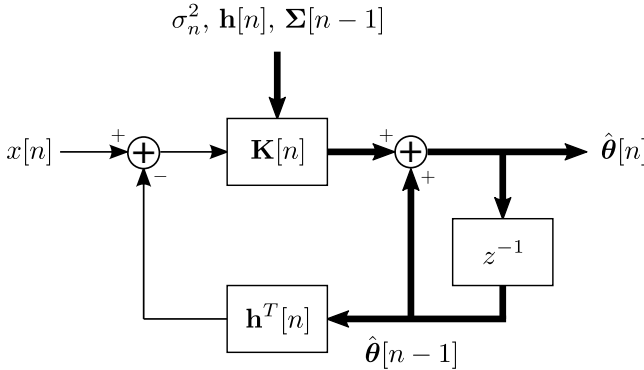 σ_n^2, 𝐡[n], 𝚺[n − 1]
x[n]
+
+
−
𝐊[n]
+
+
+
𝛉̂[n]
z^{−1}
𝐡^T[n]
𝛉̂[n − 1]